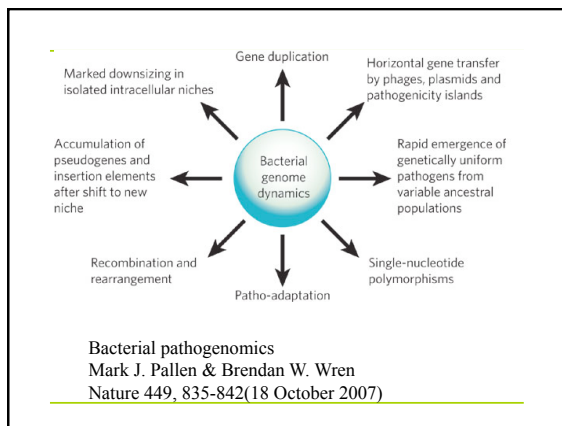 Gene duplication
Marked downsizing in
isolated intracellular niches
Horizontal gene transfer
by phages, plasmids and
pathogenicity islands
Accumulation of
pseudogenes and
insertion elements
after shift to new
niche
Bacterial
genome
dynamics
Rapid emergence of
genetically uniform
pathogens from
variable ancestral
populations
Recombination and
rearrangement
Patho-adaptation
Single-nucleotide
polymorphisms
Bacterial pathogenomics
Mark J. Pallen & Brendan W. Wren
Nature 449, 835-842(18 October 2007)